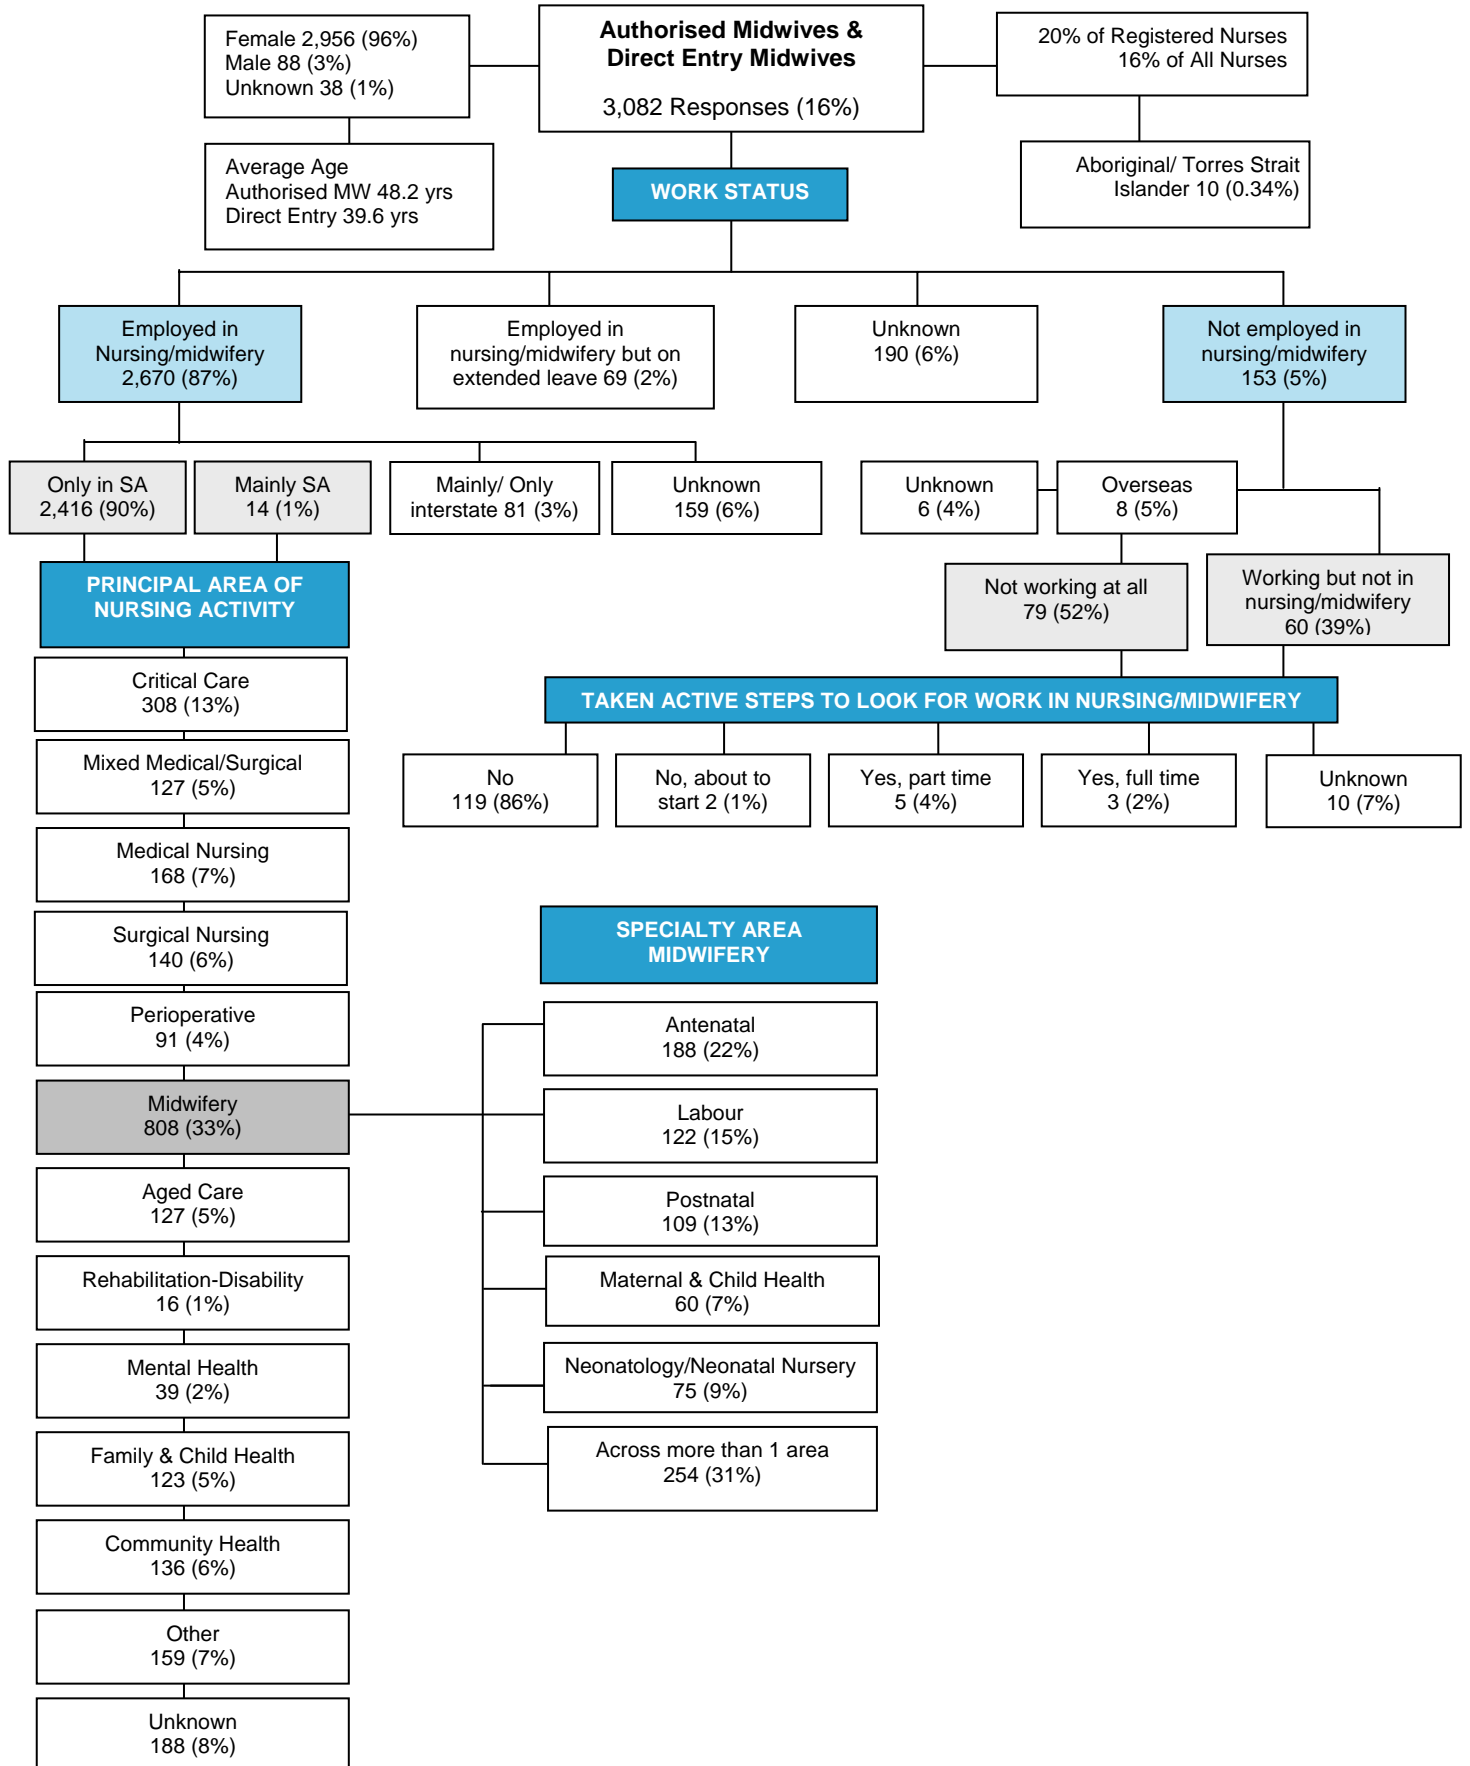 Female 2,956 (96%)
Male 88 (3%)
Unknown 38 (1%)
Authorised Midwives &
Direct Entry Midwives
3,082 Responses (16%)
20% of Registered Nurses
16% of All Nurses
Average Age
Authorised MW 48.2 yrs
Direct Entry 39.6 yrs
Aboriginal/ Torres Strait
Islander 10 (0.34%)
WORK STATUS
Employed in
Nursing/midwifery
2,670 (87%)
Employed in
nursing/midwifery but on
extended leave 69 (2%)
Unknown
190 (6%)
Not employed in
nursing/midwifery
153 (5%)
Only in SA
2,416 (90%)
Mainly SA
14 (1%)
Mainly/ Only
interstate 81 (3%)
Unknown
159 (6%)
Unknown
6 (4%)
Overseas
8 (5%)
Not working at all
79 (52%)
Working but not in
nursing/midwifery
60 (39%)
PRINCIPAL AREA OF
NURSING ACTIVITY
TAKEN ACTIVE STEPS TO LOOK FOR WORK IN NURSING/MIDWIFERY
No
119 (86%)
No, about to
start 2 (1%)
Yes, part time
5 (4%)
Yes, full time
3 (2%)
Unknown
10 (7%)
Critical Care
308 (13%)
Mixed Medical/Surgical
127 (5%)
Medical Nursing
168 (7%)
Surgical Nursing
140 (6%)
Perioperative
91 (4%)
Midwifery
808 (33%)
Aged Care
127 (5%)
Rehabilitation-Disability
16 (1%)
Mental Health
39 (2%)
Family & Child Health
123 (5%)
Community Health
136 (6%)
Other
159 (7%)
Unknown
188 (8%)
SPECIALTY AREA
MIDWIFERY
Antenatal
188 (22%)
Labour
122 (15%)
Postnatal
109 (13%)
Maternal & Child Health
60 (7%)
Neonatology/Neonatal Nursery
75 (9%)
Across more than 1 area
254 (31%)